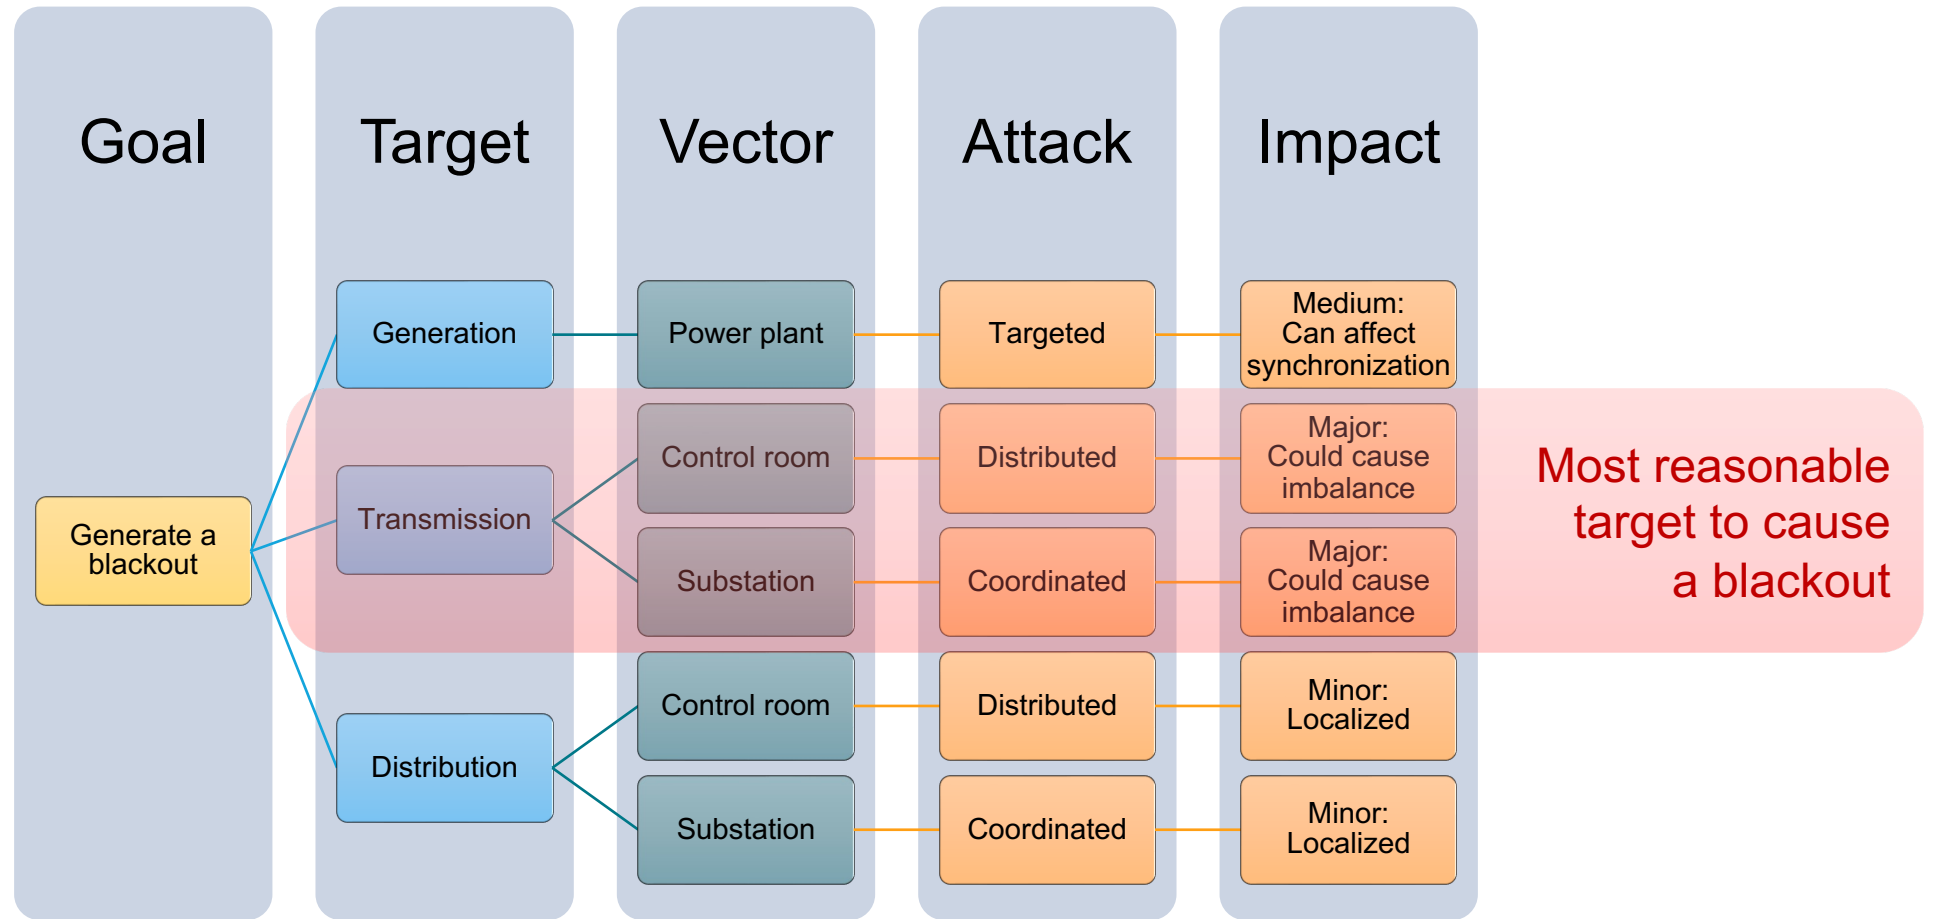 Goal
Target
Vector
Attack
Impact
Generate a
blackout
Generation
Power plant
Targeted
Medium:
Can affect
synchronization
Transmission
Control room
Distributed
Major:
Could cause
imbalance
Substation
Coordinated
Major:
Could cause
imbalance
Most reasonable
target to cause
a blackout
Distribution
Control room
Distributed
Minor:
Localized
Substation
Coordinated
Minor:
Localized